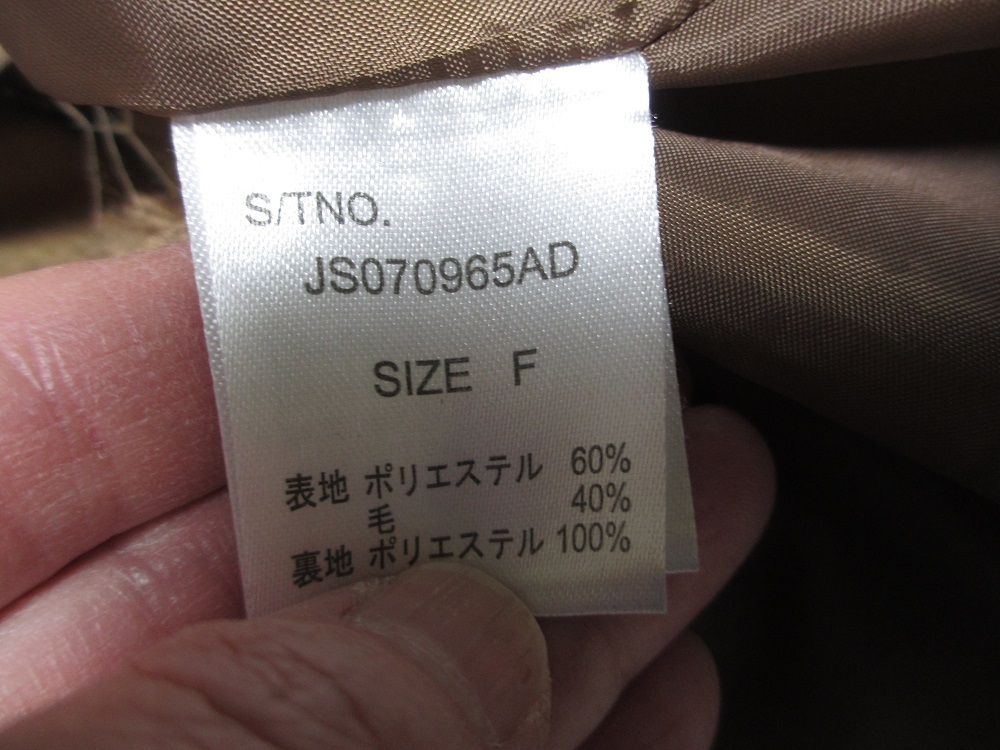 S/TNO.
JS070965AD
SIZE F
表地 ポリエステル 60%
毛 40%
裏地 ポリエステル 100%